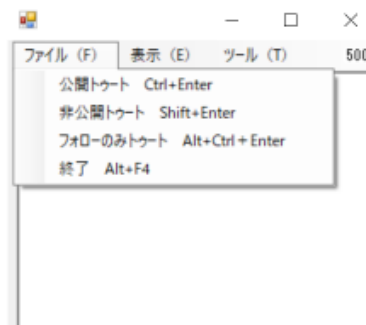 ファイル（F） 表示（E） ツール（T） 500
公開トゥート Ctrl+Enter
非公開トゥート Shift+Enter
フォローのみトゥート Alt+Ctrl＋Enter
終了 Alt+F4